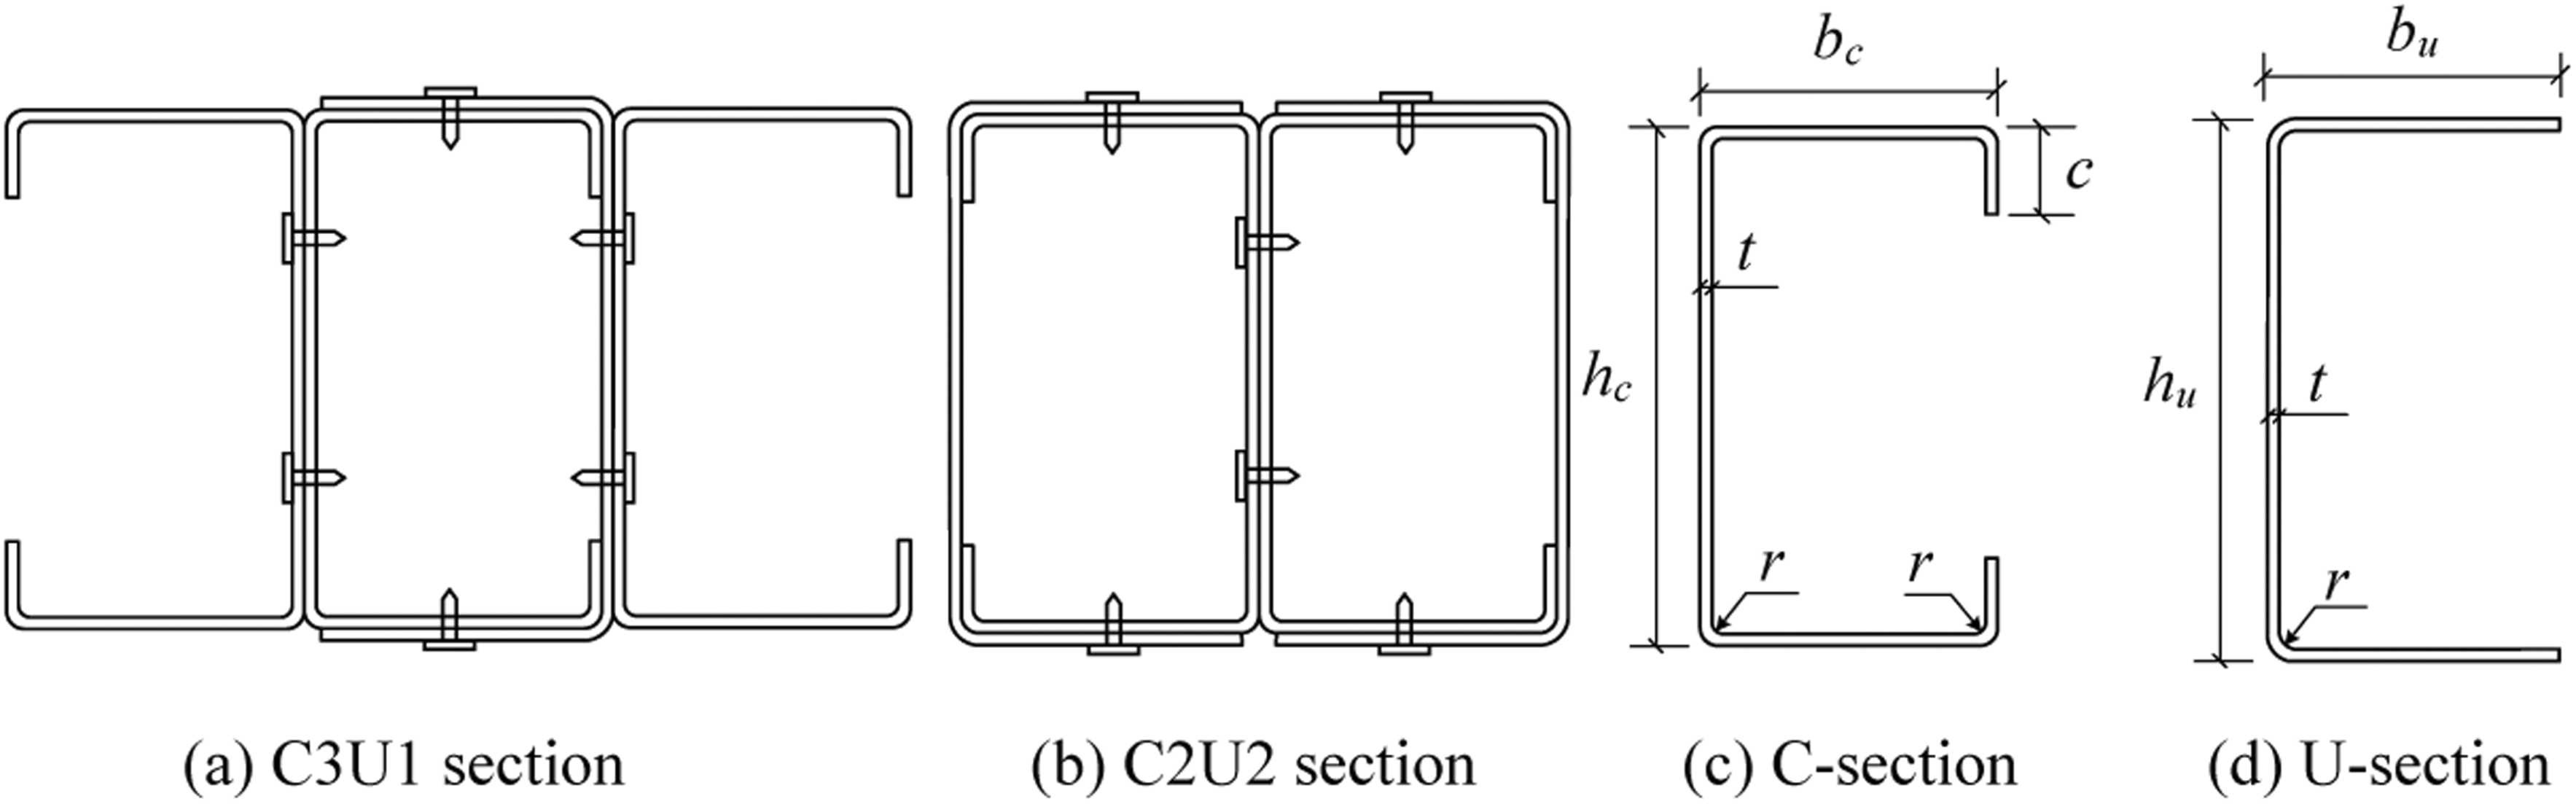 b_c
b_u
c
t
h_c
h_u
t
r
r
r
(a) C3U1 section
(b) C2U2 section
(c) C-section
(d) U-section